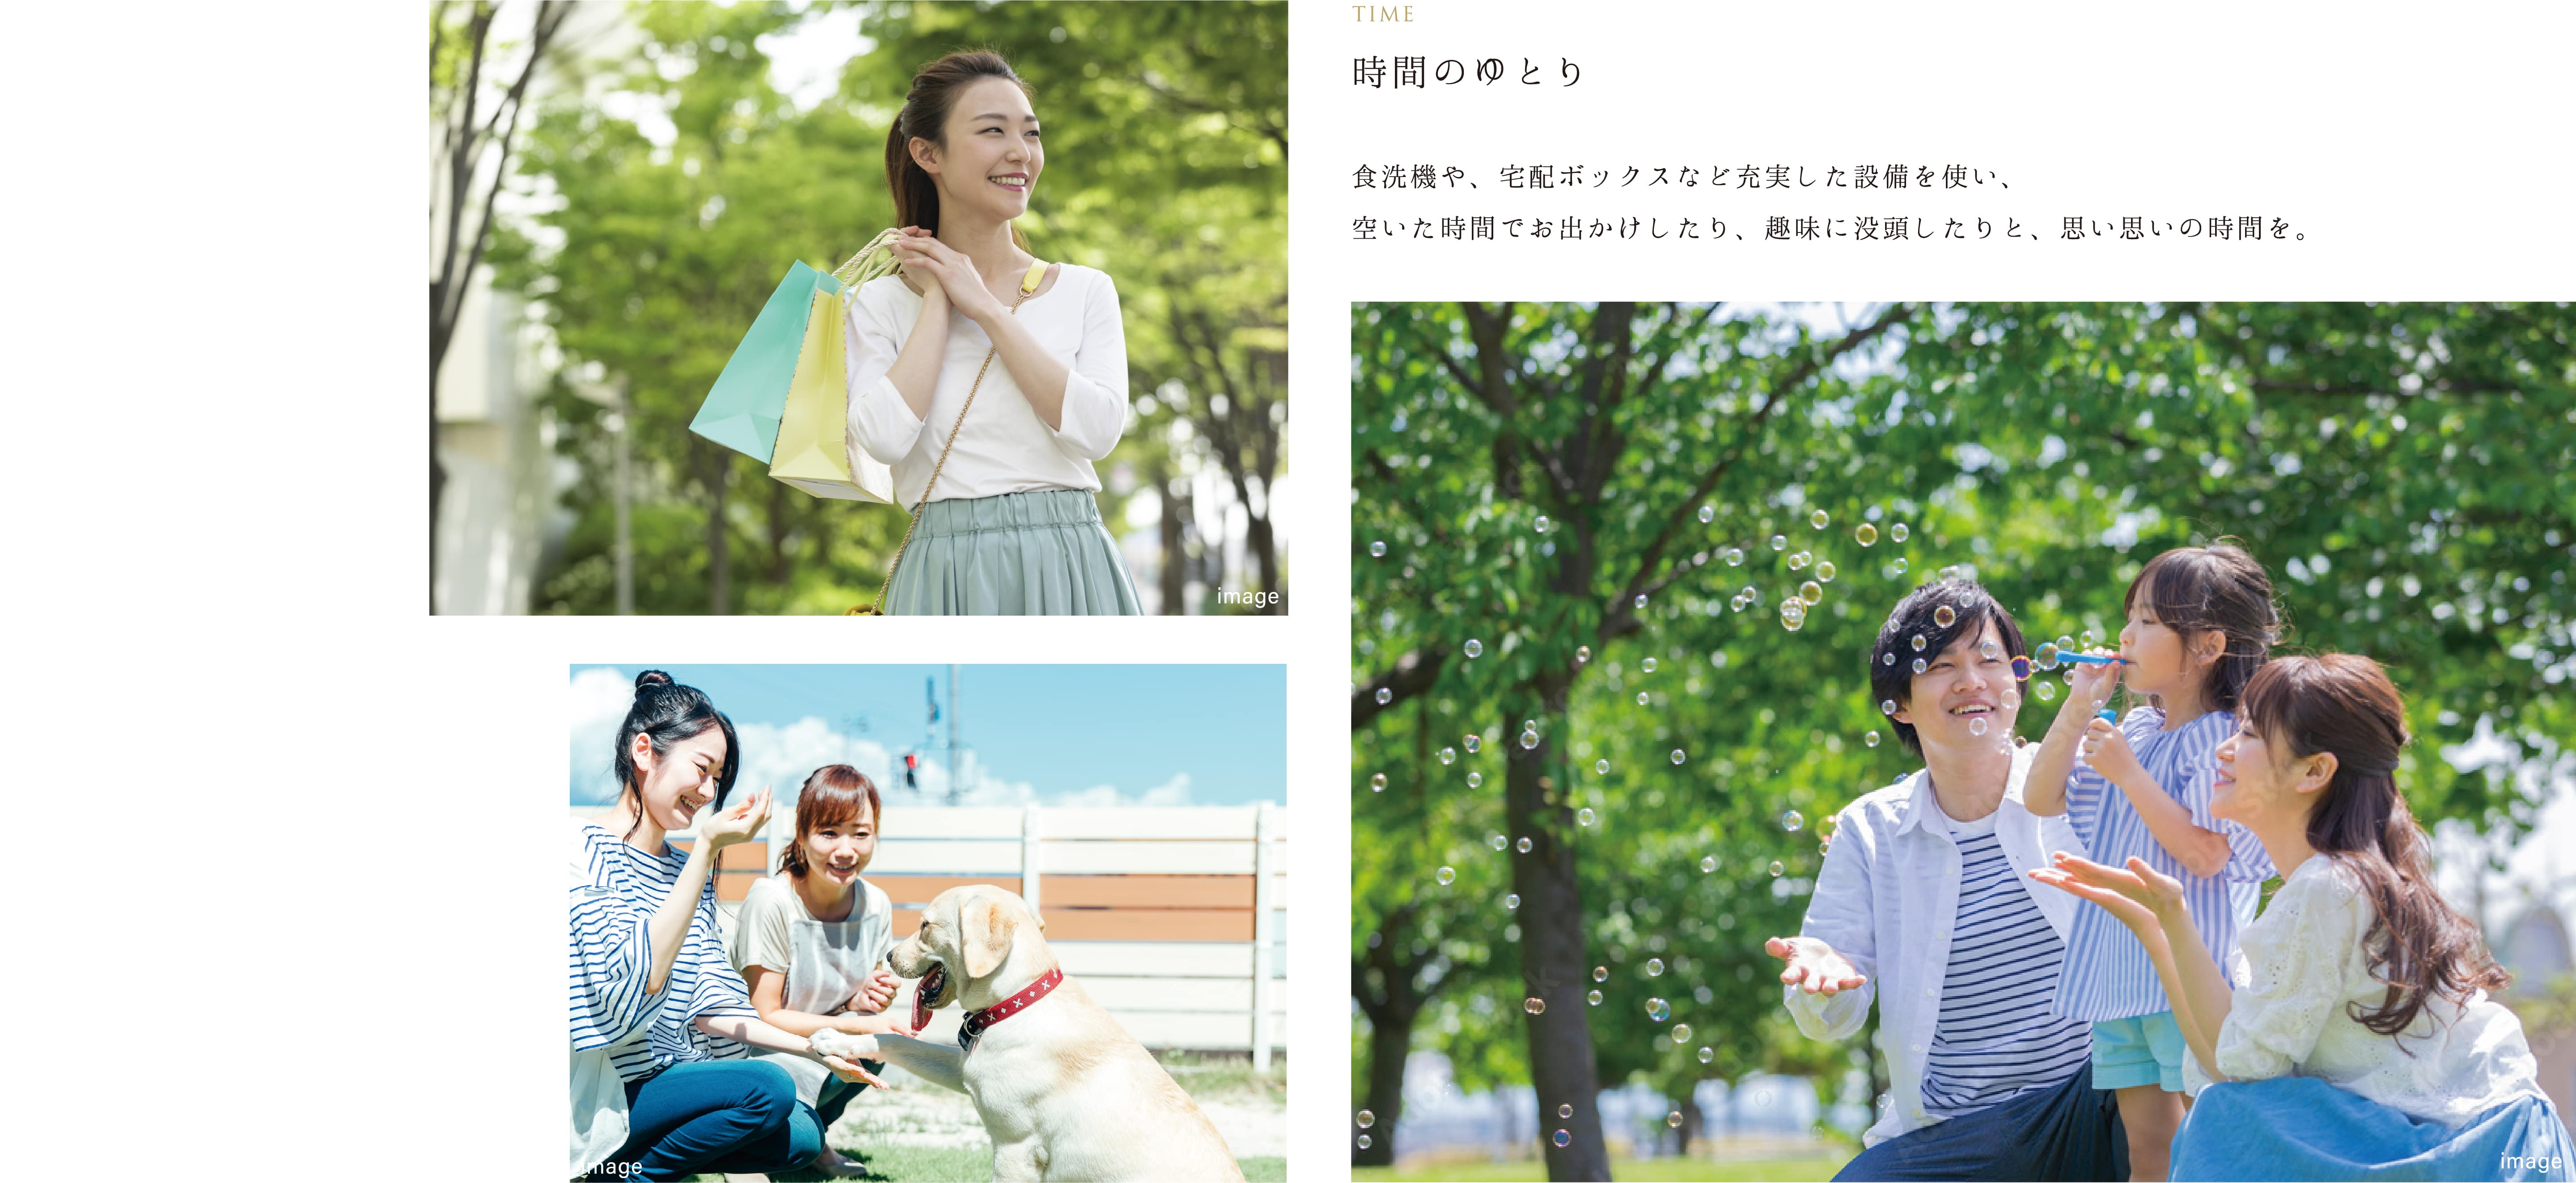 TIME
時間のゆとり
食洗機や、宅配ボックスなど充実した設備を使い、
空いた時間でお出かけしたり、趣味に没頭したりと、思い思いの時間を。
image
image
image